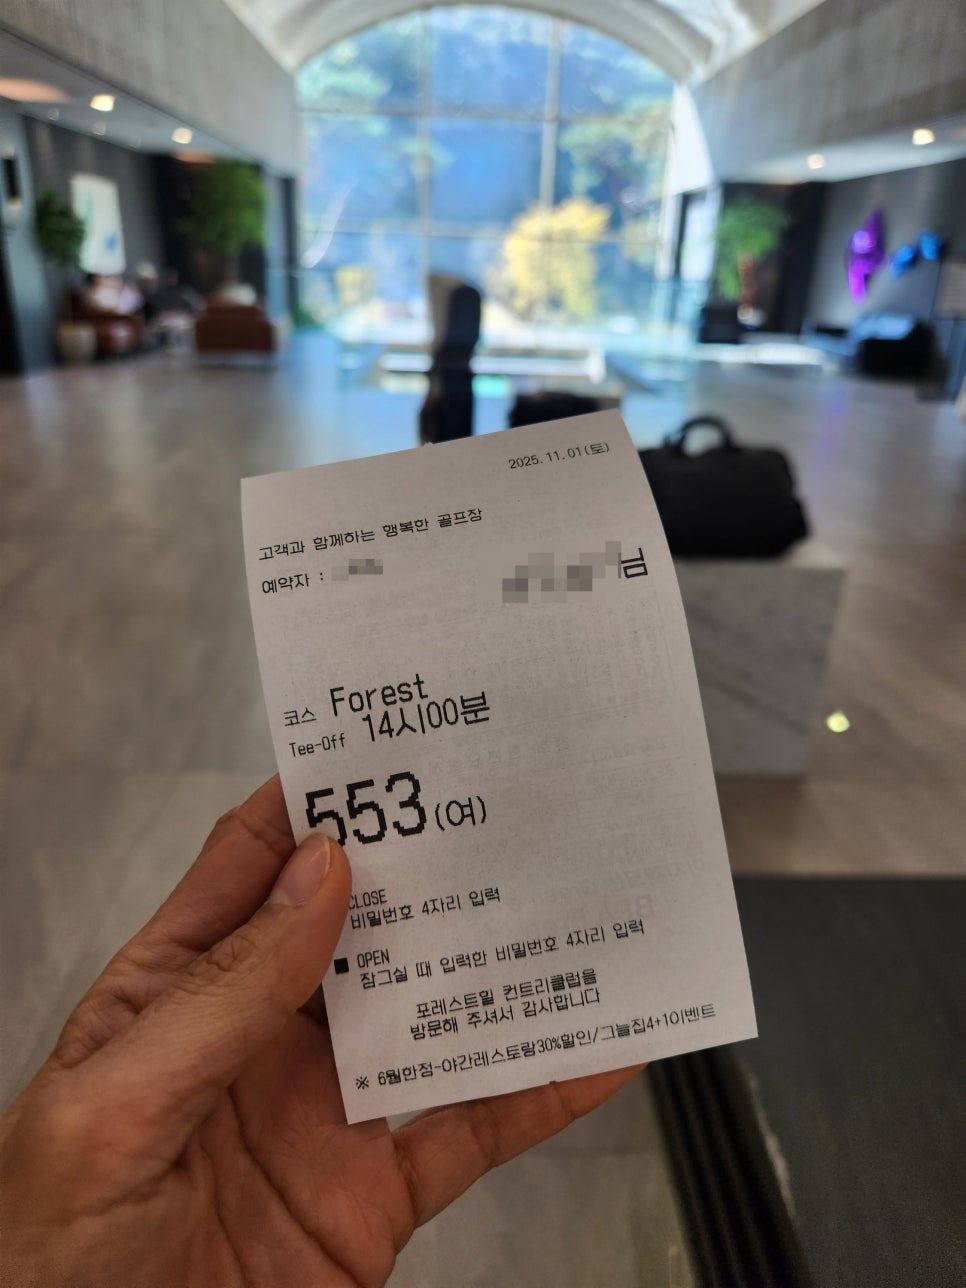 2025.11.01(토)
고객과 함께하는 행복한 골프장
예약자 :
님
코스 Forest
Tee-Off 14시00분
553(여)
CLOSE
비밀번호 4자리 입력
■ OPEN
잠그실 때 입력한 비밀번호 4자리 입력
포레스트힐 컨트리클럽을
방문해 주셔서 감사합니다
※ 6월한정-야간레스토랑30%할인/그늘집4+1이벤트